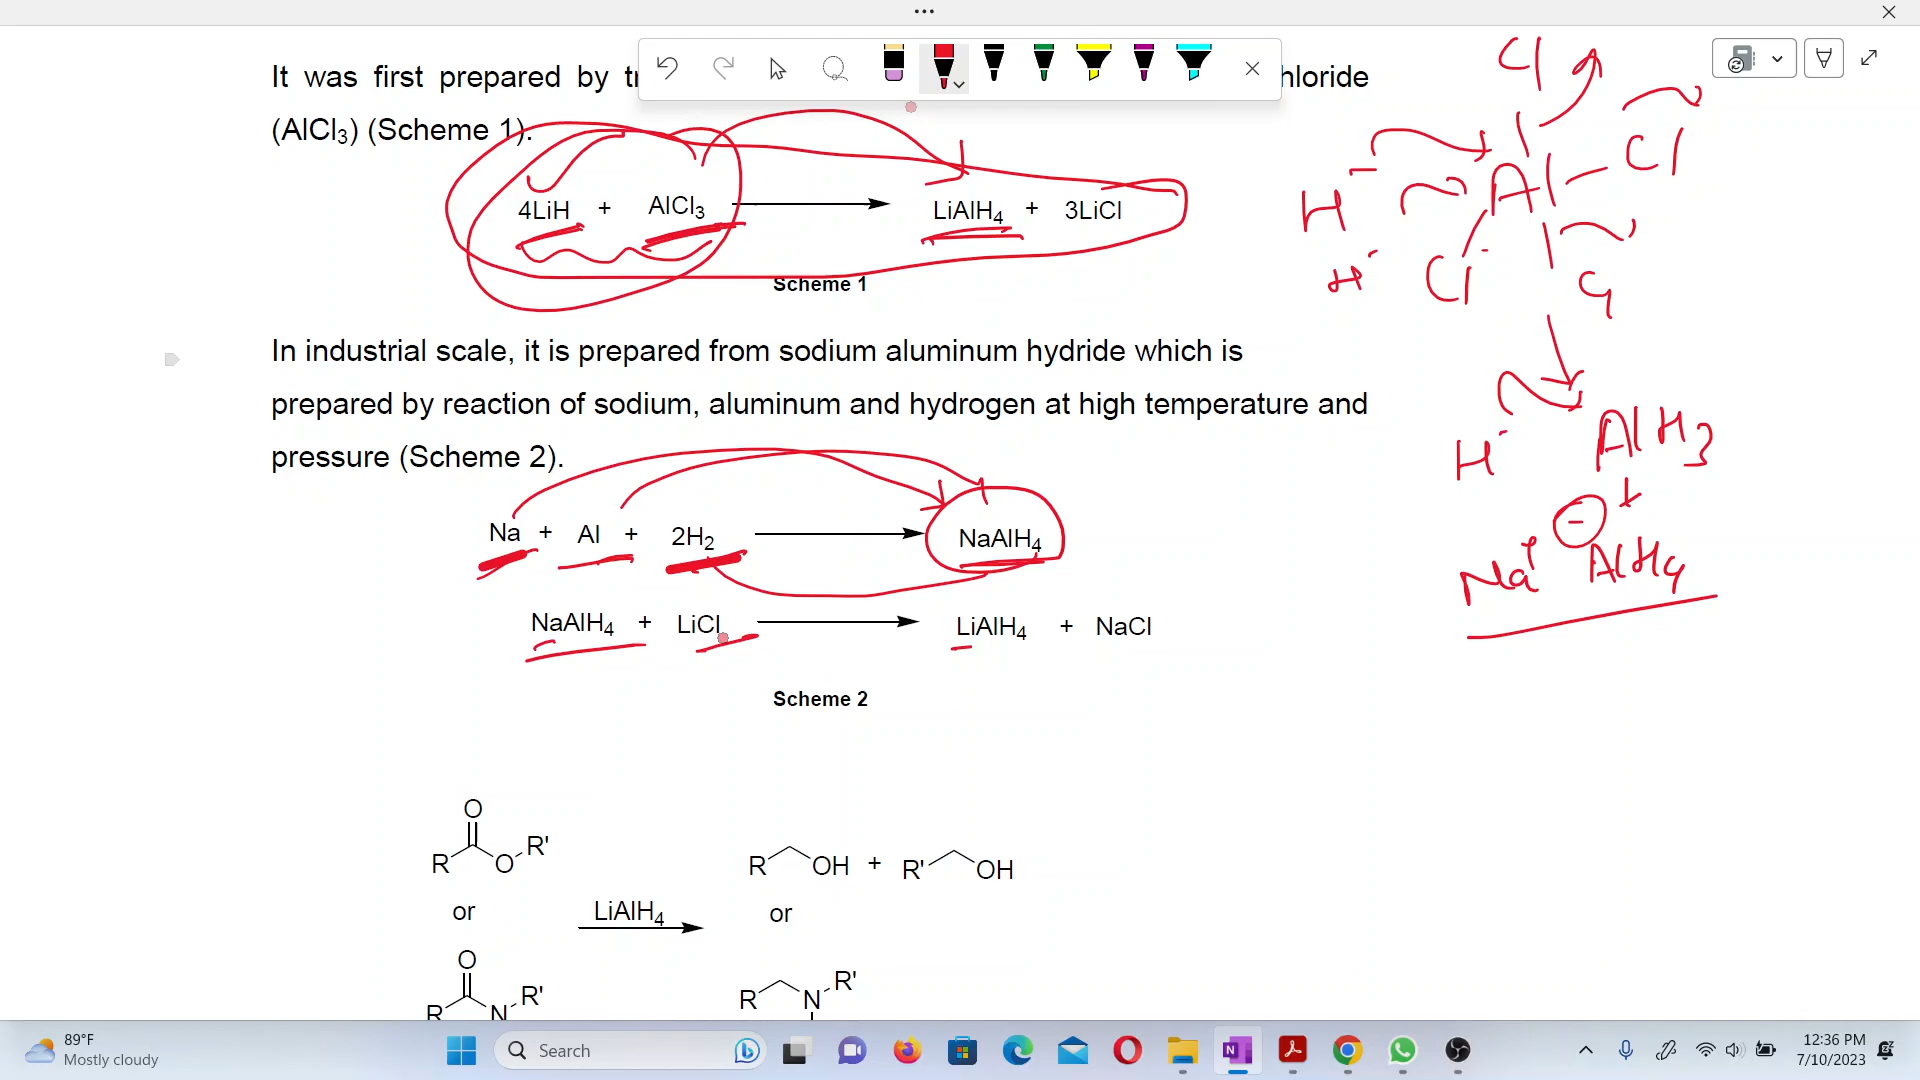 It was first prepared by hloride
(AlCl3) (Scheme 1).
4LiH + AlCl3 LiAlH4 + 3LiCl
Scheme 1
In industrial scale, it is prepared from sodium aluminum hydride which is
prepared by reaction of sodium, aluminum and hydrogen at high temperature and
pressure (Scheme 2).
Na + Al + 2H2 NaAlH4
NaAlH4 + LiCl LiAlH4 + NaCl
Scheme 2
O
R O R'
R OH + R' OH
or
LiAlH4
or
O
R N R'
R N R'
Cl
H- Al Cl
H- Cl- Cl
H- AlH3
+
Na+ AlH4
-
89°F
Mostly cloudy
Search
12:36 PM
7/10/2023